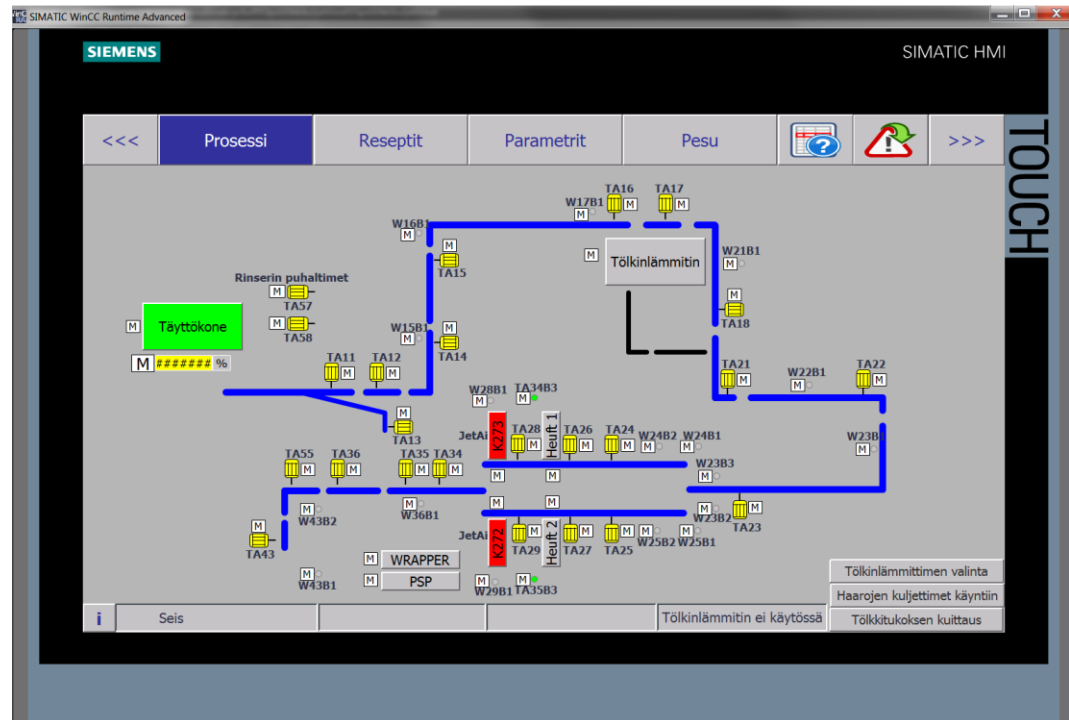 SIMATIC WinCC Runtime Advanced
SIEMENS
SIMATIC HMI
TOUCH
<<<
Prosessi
Reseptit
Parametrit
Pesu
>>>
TA16
TA17
W17B1
M
M
M
W16B1
M
M
TA15
M
Tölkinlämmitin
W21B1
M
Rinserin puhaltimet
M
TA57
M
TA18
M
Täyttökone
M
TA58
W15B1
M
M
TA14
M
####### %
TA11
M
TA12
M
TA21
M
W22B1
M
TA22
M
W28B1
M
TA34B3
M
M
TA13
JetAi
K273
TA28
M
Heuft 1
TA26
M
TA24
M
W24B2
M
W24B1
M
W23B1
M
TA55
M
TA36
M
TA35
M
TA34
M
M
M
W23B3
M
M
W43B2
M
W36B1
M
M
M
W23B2
M
TA23
M
TA43
JetAi
K272
M
TA29
Heuft 2
M
TA27
M
TA25
M
W25B2
M
W25B1
M
WRAPPER
M
PSP
M
W43B1
M
W29B1
M
TA35B3
Tölkinlämmittimen valinta
Haarojen kuljettimet käyntiin
Tölkkitukoksen kuittaus
i
Seis
Tölkinlämmitin ei käytössä